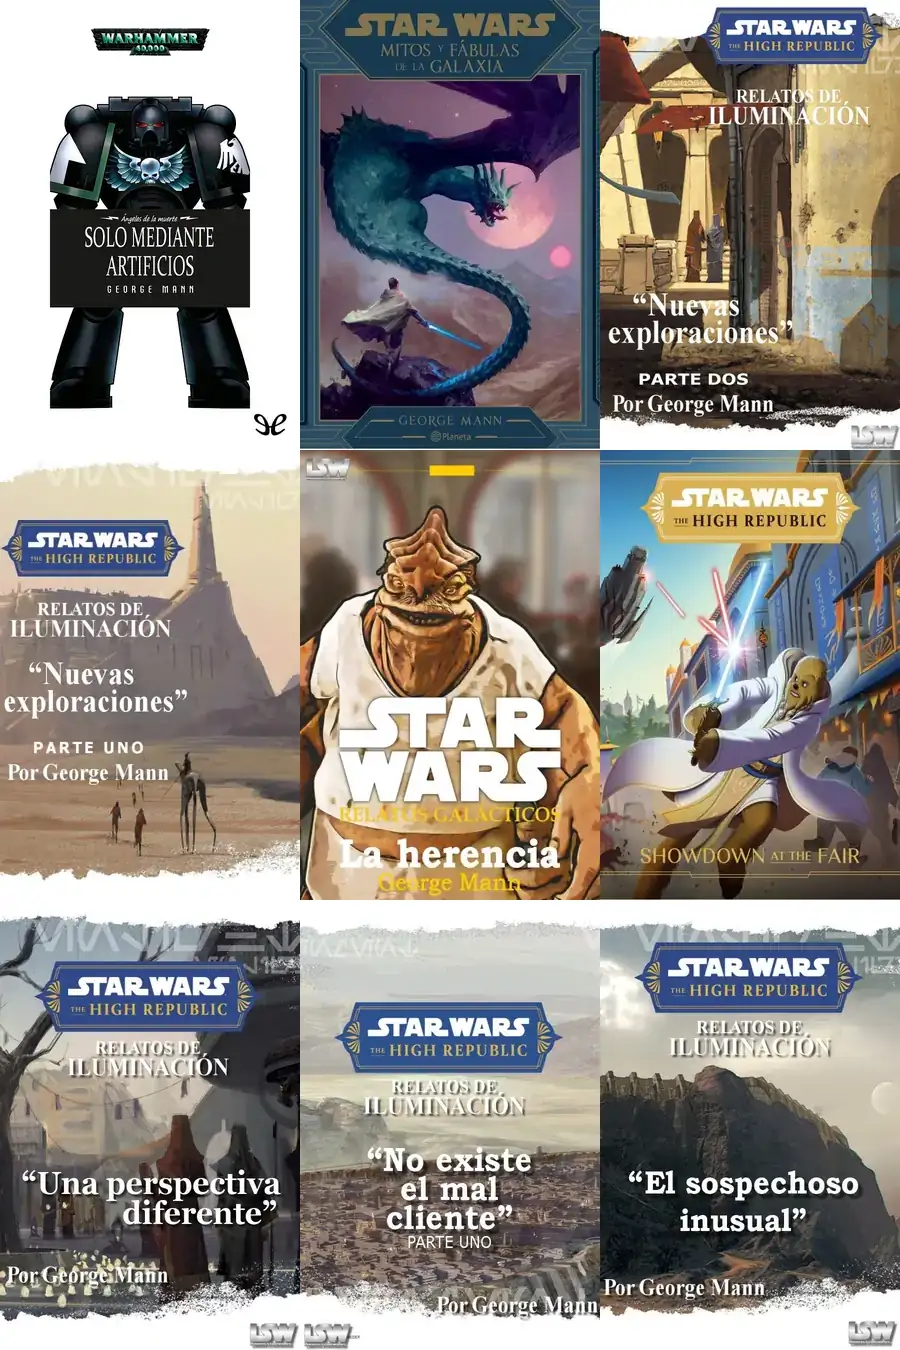 WARHAMMER
40,000
Ángeles de la muerte
SOLO MEDIANTE
ARTIFICIOS
GEORGE MANN
STAR WARS
MITOS Y FÁBULAS
DE LA GALAXIA
GEORGE MANN
Planeta
STAR WARS
THE HIGH REPUBLIC
RELATOS DE
ILUMINACIÓN
“Nuevas
exploraciones”
PARTE DOS
Por George Mann
LSW
STAR WARS
THE HIGH REPUBLIC
RELATOS DE
ILUMINACIÓN
“Nuevas
exploraciones”
PARTE UNO
Por George Mann
LSW
STAR
WARS
RELATOS GALÁCTICOS
La herencia
George Mann
STAR WARS
THE HIGH REPUBLIC
SHOWDOWN AT THE FAIR
STAR WARS
THE HIGH REPUBLIC
RELATOS DE
ILUMINACIÓN
“Una perspectiva
diferente”
Por George Mann
LSW
STAR WARS
THE HIGH REPUBLIC
RELATOS DE
ILUMINACIÓN
“No existe
el mal
cliente”
PARTE UNO
Por George Mann
LSW
STAR WARS
THE HIGH REPUBLIC
RELATOS DE
ILUMINACIÓN
“El sospechoso
inusual”
Por George Mann
LSW